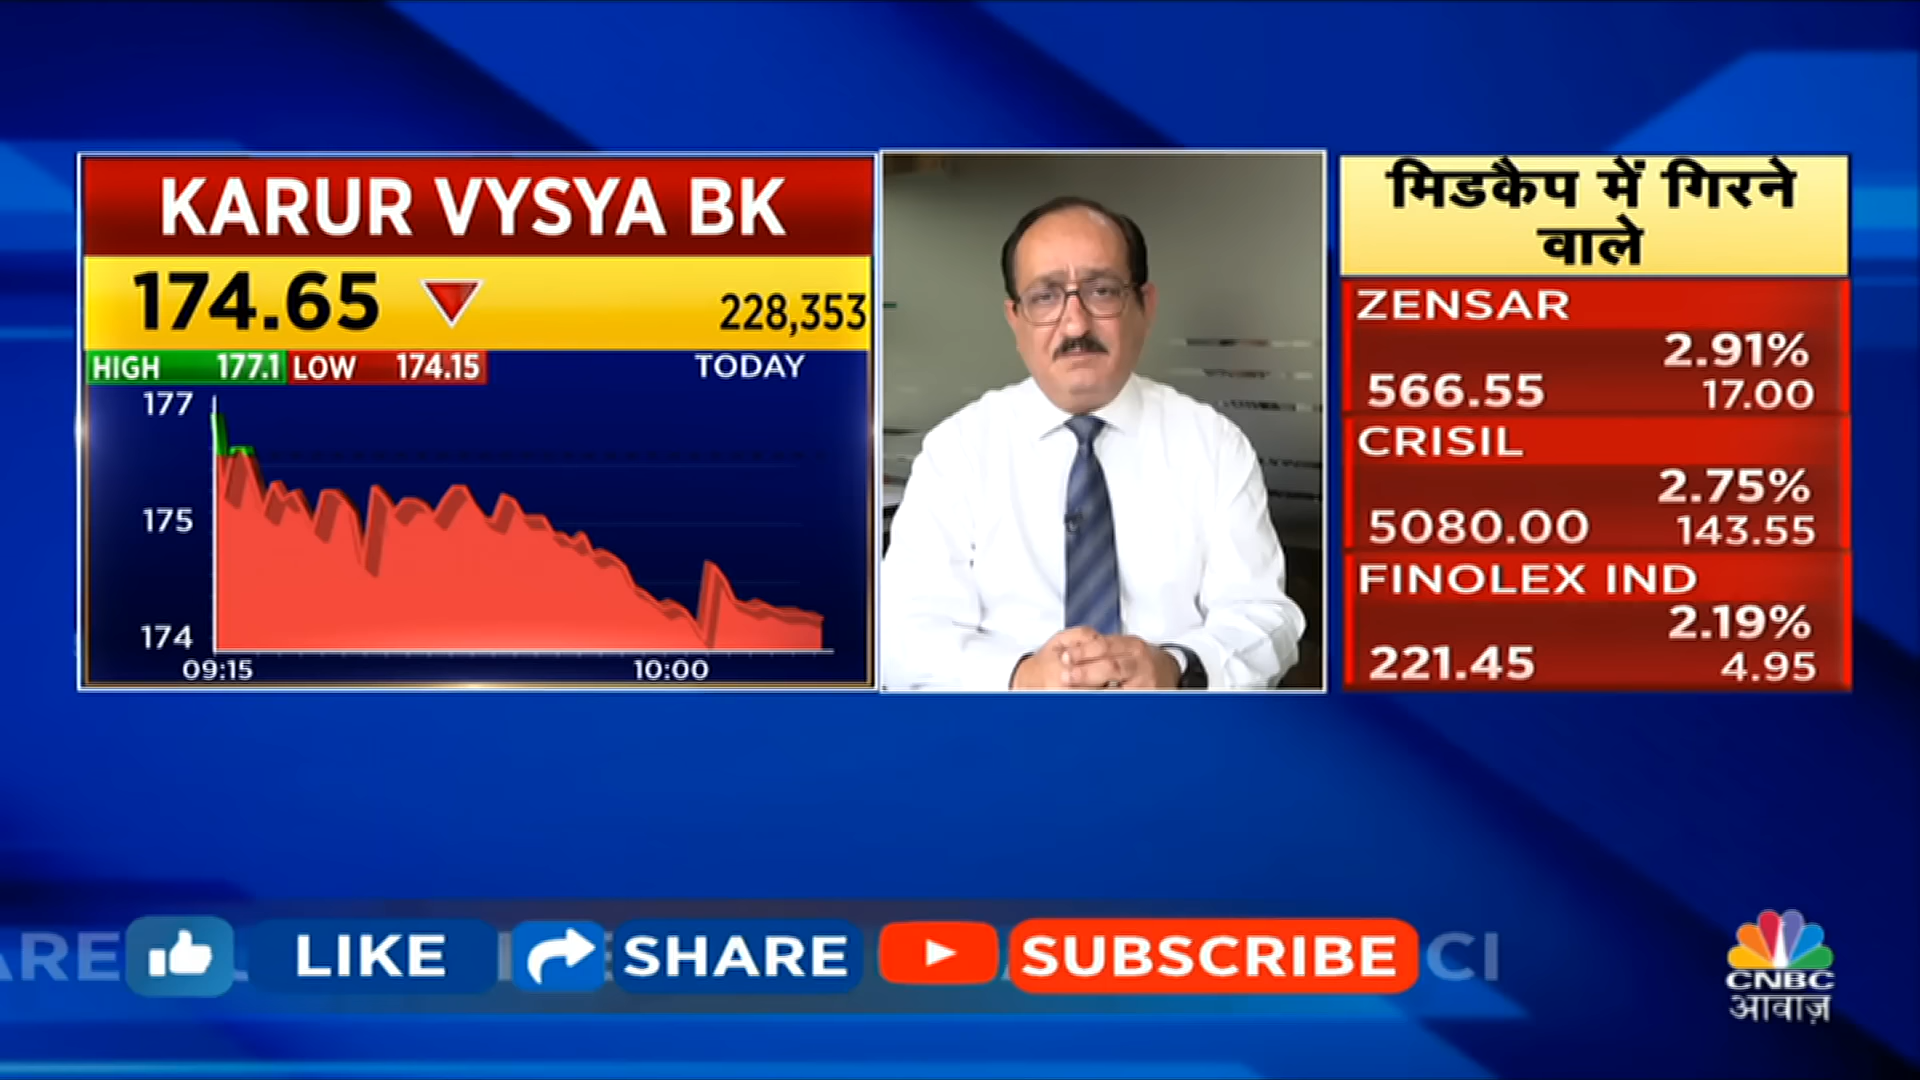 KARUR VYSYA BK
174.65
228,353
HIGH 177.1 LOW 174.15 TODAY
177
175
174
09:15 10:00
मिडकैप में गिरने
वाले
ZENSAR
2.91%
566.55 17.00
CRISIL
2.75%
5080.00 143.55
FINOLEX IND
2.19%
221.45 4.95
LIKE SHARE SUBSCRIBE
CNBC
आवाज़